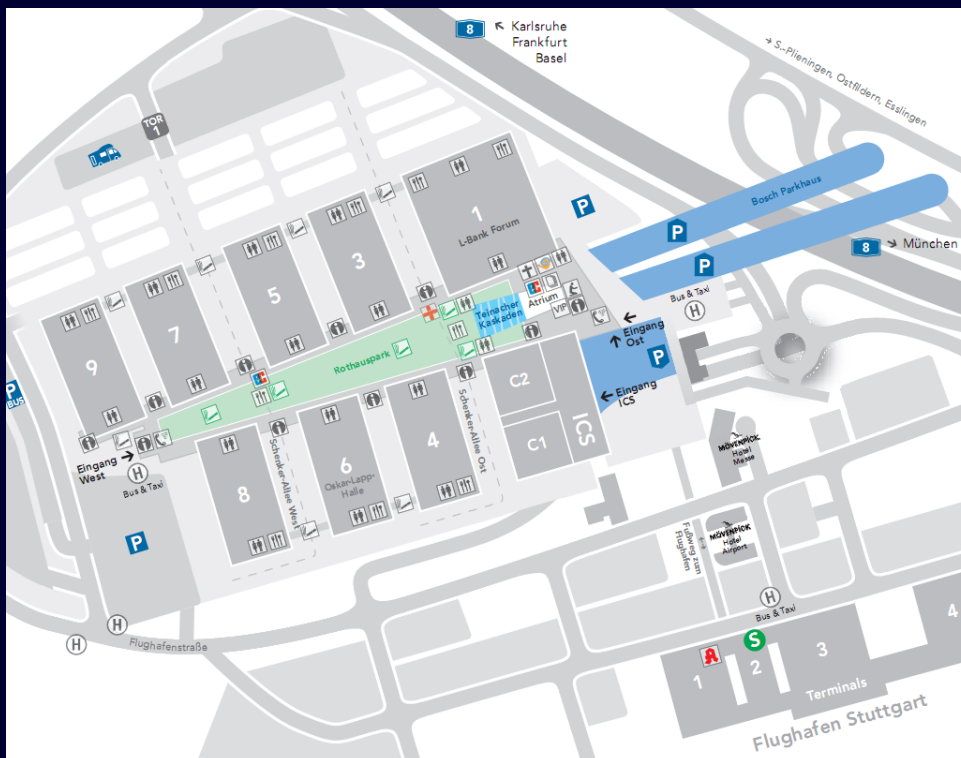 8
Karlsruhe
Frankfurt
Basel
S.-Plieningen, Ostfildern, Esslingen
TOR
1
Bosch Parkhaus
P
P
P
8
München
1
L-Bank Forum
3
5
7
9
Bus & Taxi
H
Atrium
VIP
Teinacher
Kaskaden
Eingang
Ost
P
Rothauspark
Eingang
ICS
C2
C1
ICS
P
BUS
Eingang
West
H
Bus & Taxi
8
Schenker-Allee West
6
Oskar-Lapp-
Halle
4
Schenker-Allee Ost
MÖVENPICK
Hotel
Messe
P
Fußweg zum
Flughafen
MÖVENPICK
Hotel
Airport
H
Bus & Taxi
H
H
Flughafenstraße
S
1
2
3
4
Terminals
Flughafen Stuttgart